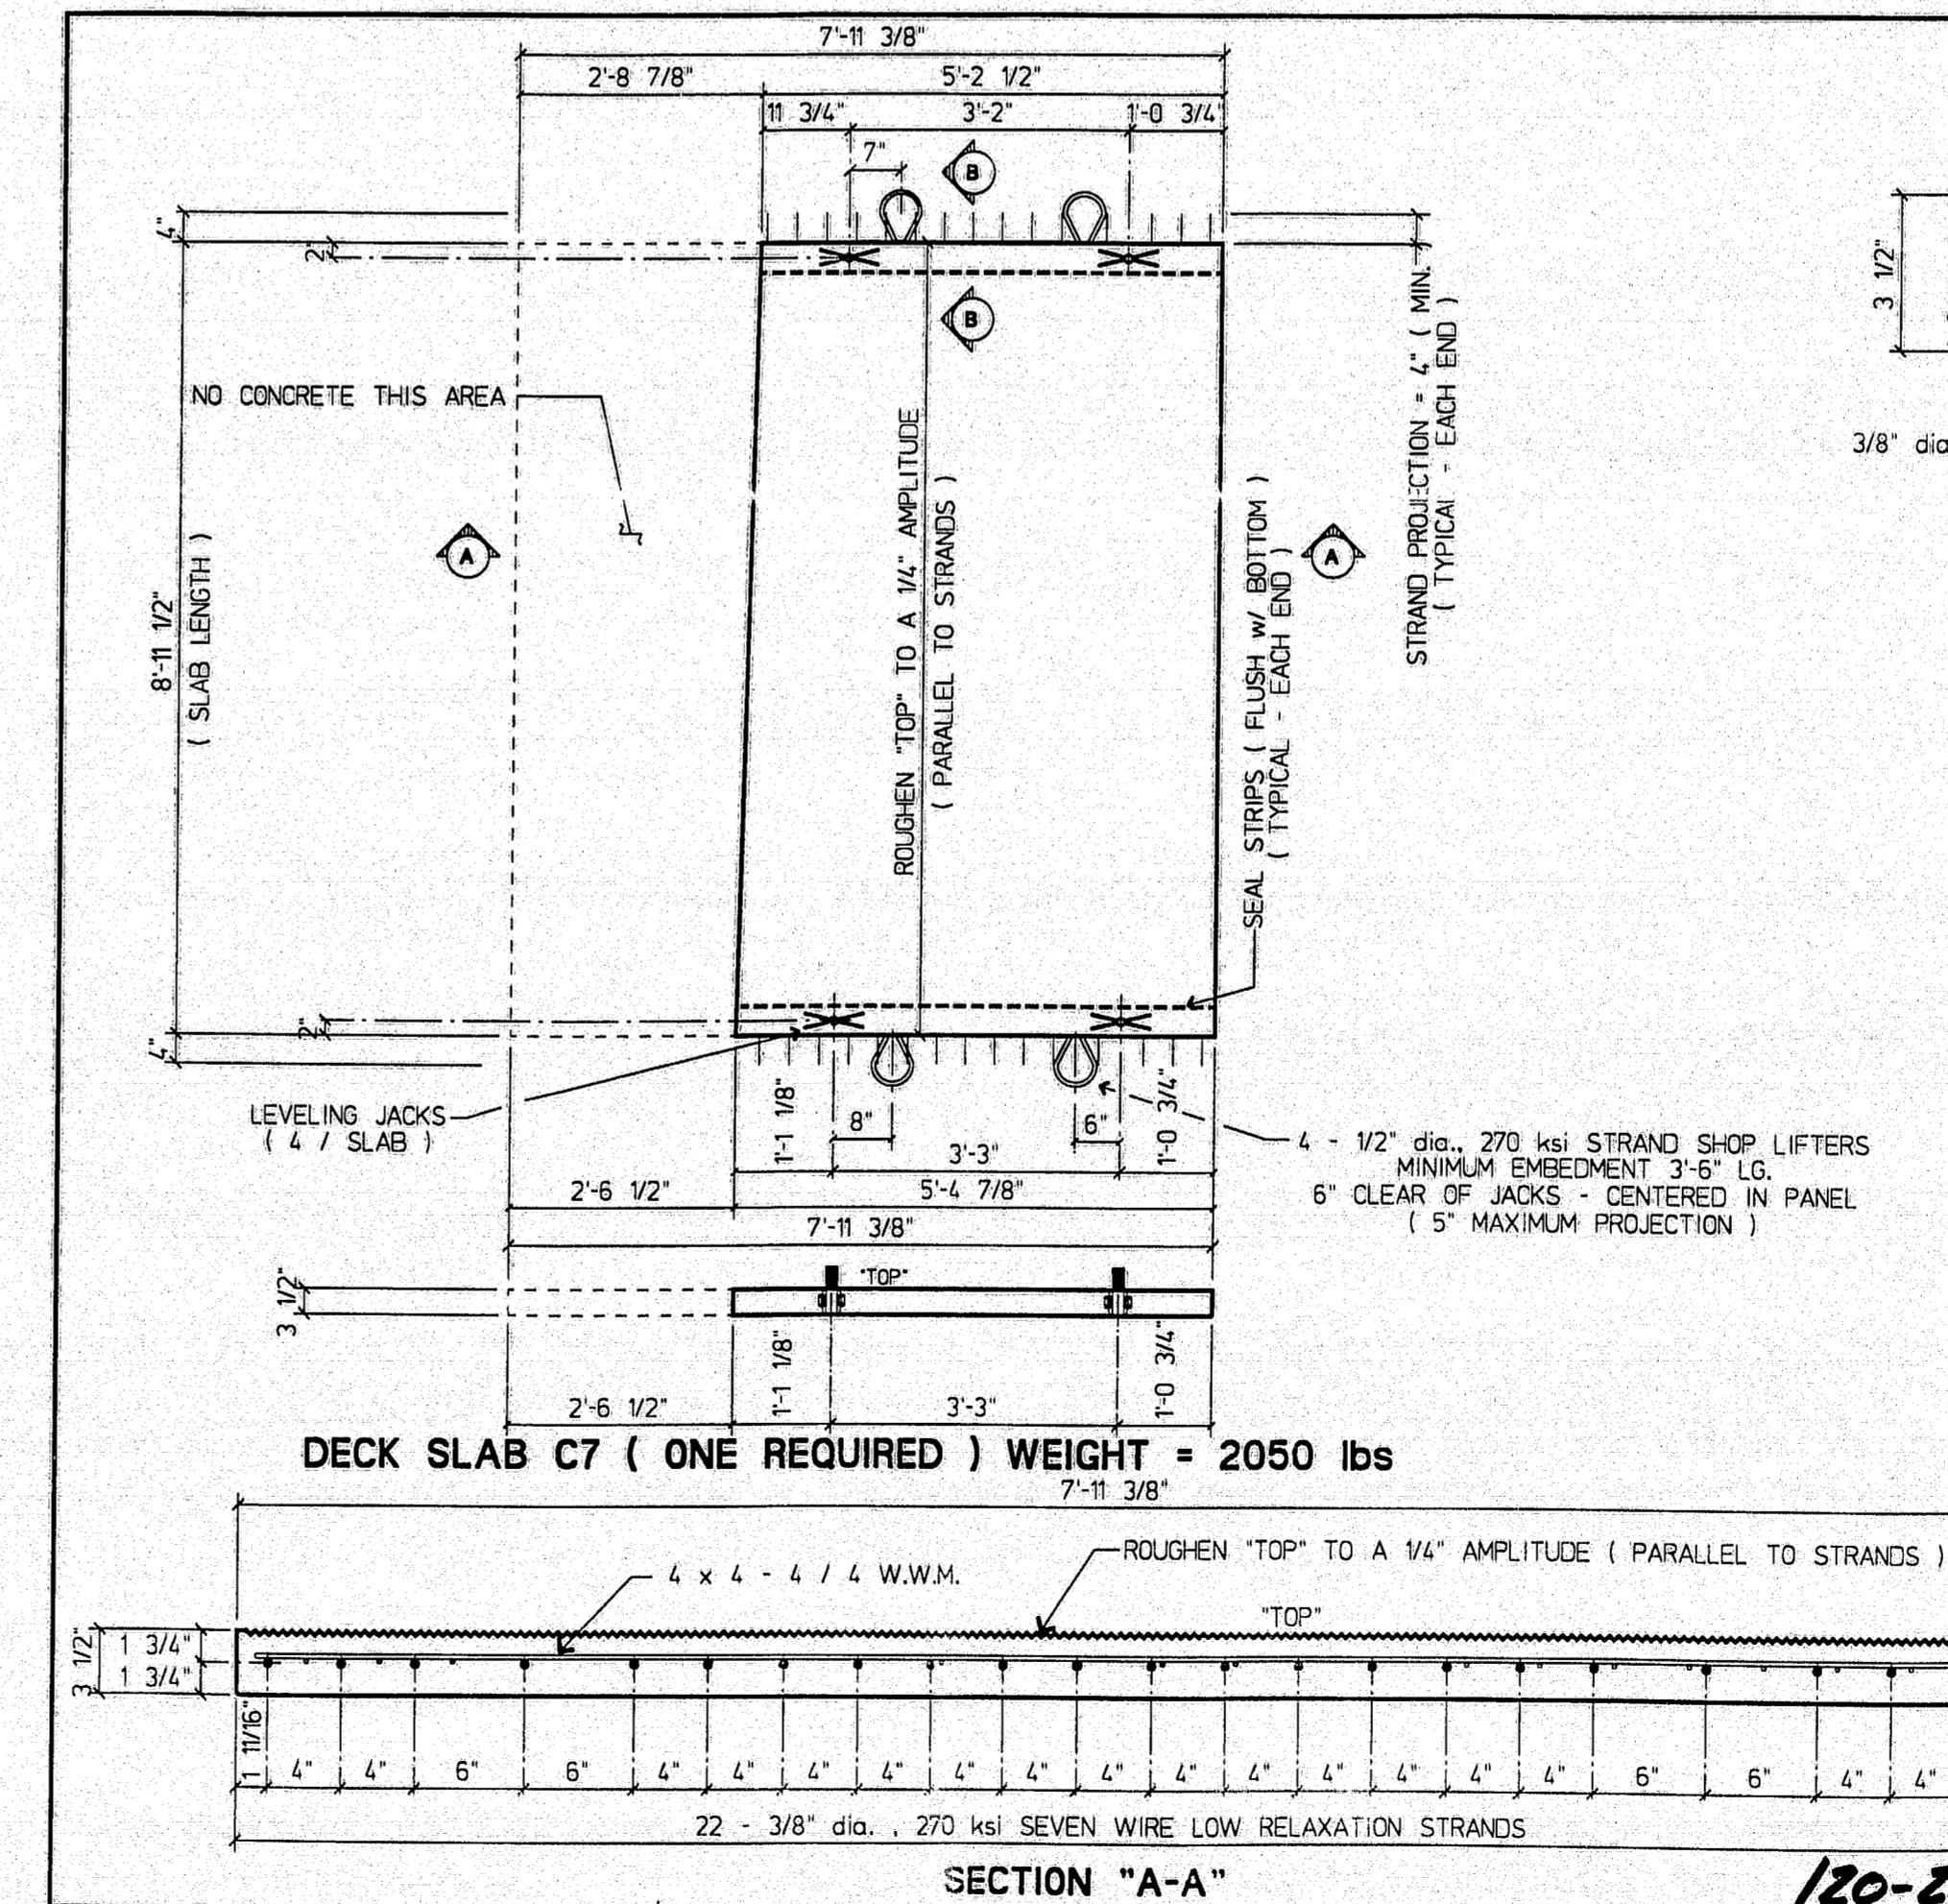 7'-11 3/8"
2'-8 7/8" 5'-2 1/2"
11 3/4" 3'-2" 1'-0 3/4"
7"
B
4"
2"
B
3 1/2"
3/8" dia
NO CONCRETE THIS AREA
A
A
8'-11 1/2"
( SLAB LENGTH )
ROUGHEN "TOP" TO A 1/4" AMPLITUDE
( PARALLEL TO STRANDS )
SEAL STRIPS ( FLUSH w/ BOTTOM )
( TYPICAL - EACH END )
STRAND PROJECTION = 4" ( MIN. )
( TYPICAL - EACH END )
2"
4"
LEVELING JACKS
( 4 / SLAB )
1'-1 1/8" 8" 6" 1'-0 3/4"
3'-3"
4 - 1/2" dia., 270 ksi STRAND SHOP LIFTERS
MINIMUM EMBEDMENT 3'-6" LG.
6" CLEAR OF JACKS - CENTERED IN PANEL
( 5" MAXIMUM PROJECTION )
2'-6 1/2" 5'-4 7/8"
7'-11 3/8"
3 1/2"
"TOP"
1'-1 1/8" 1'-0 3/4"
2'-6 1/2" 3'-3"
DECK SLAB C7 ( ONE REQUIRED ) WEIGHT = 2050 lbs
7'-11 3/8"
ROUGHEN "TOP" TO A 1/4" AMPLITUDE ( PARALLEL TO STRANDS )
4 x 4 - 4 / 4 W.W.M.
"TOP"
3 1/2"
1 3/4"
1 3/4"
1 11/16"
4" 4" 6" 6" 4" 4" 4" 4" 4" 4" 4" 4" 4" 4" 4" 4" 4" 6" 6" 4" 4"
22 - 3/8" dia. , 270 ksi SEVEN WIRE LOW RELAXATION STRANDS
SECTION "A-A"
120-2